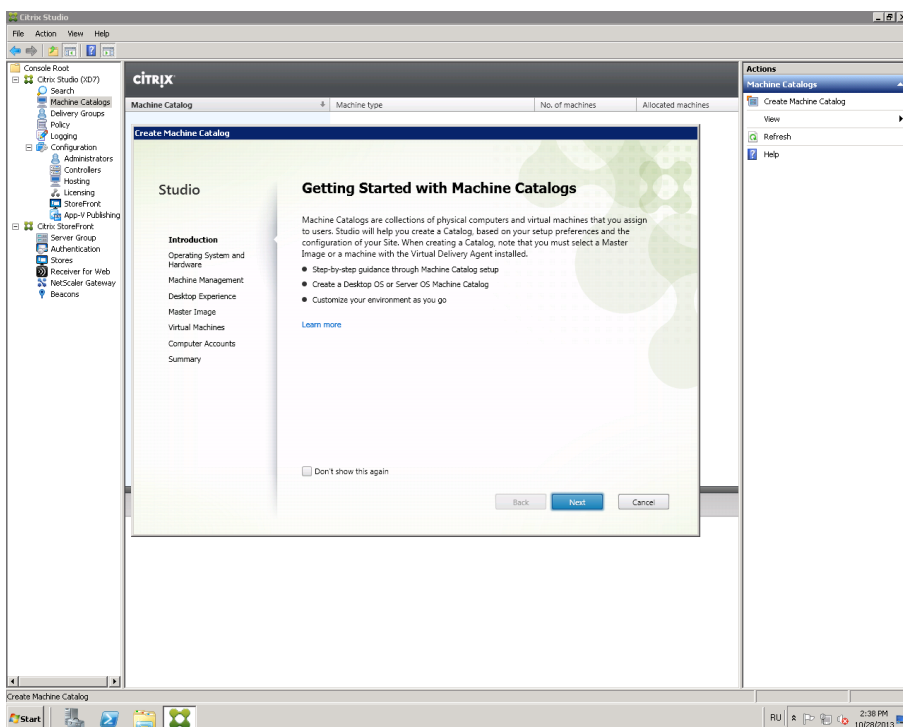 Citrix Studio
File Action View Help
Console Root
Citrix Studio (XD7)
Search
Machine Catalogs
Delivery Groups
Policy
Logging
Configuration
Administrators
Controllers
Hosting
Licensing
StoreFront
App-V Publishing
Citrix StoreFront
Server Group
Authentication
Stores
Receiver for Web
NetScaler Gateway
Beacons
CITRIX
Machine Catalog Machine type No. of machines Allocated machines
Create Machine Catalog
Studio
Introduction
Operating System and
Hardware
Machine Management
Desktop Experience
Master Image
Virtual Machines
Computer Accounts
Summary
Getting Started with Machine Catalogs
Machine Catalogs are collections of physical computers and virtual machines that you assign
to users. Studio will help you create a Catalog, based on your setup preferences and the
configuration of your Site. When creating a Catalog, note that you must select a Master
Image or a machine with the Virtual Delivery Agent installed.
● Step-by-step guidance through Machine Catalog setup
● Create a Desktop OS or Server OS Machine Catalog
● Customize your environment as you go
Learn more
Don't show this again
Back Next Cancel
Actions
Machine Catalogs
Create Machine Catalog
View
Refresh
Help
Create Machine Catalog
Start
RU
2:38 PM
10/28/2013